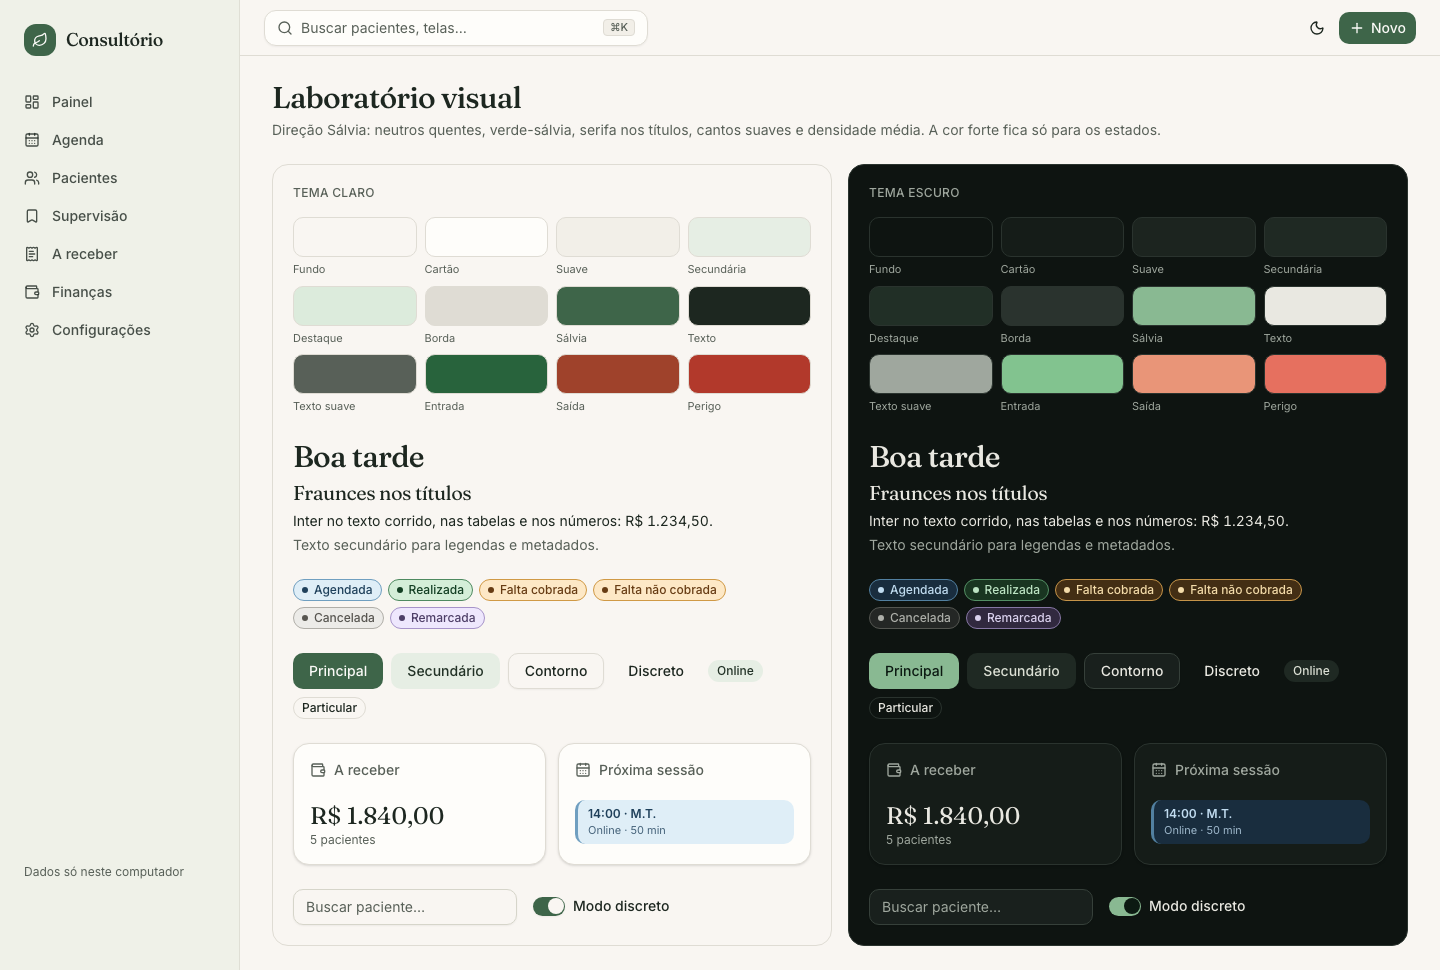 Consultório
Buscar pacientes, telas...
⌘K
Novo
Painel
Agenda
Pacientes
Supervisão
A receber
Finanças
Configurações
Dados só neste computador
Laboratório visual
Direção Sálvia: neutros quentes, verde-sálvia, serifa nos títulos, cantos suaves e densidade média. A cor forte fica só para os estados.
TEMA CLARO
Fundo Cartão Suave Secundária
Destaque Borda Sálvia Texto
Texto suave Entrada Saída Perigo
Boa tarde
Fraunces nos títulos
Inter no texto corrido, nas tabelas e nos números: R$ 1.234,50.
Texto secundário para legendas e metadados.
Agendada Realizada Falta cobrada Falta não cobrada
Cancelada Remarcada
Principal Secundário Contorno Discreto Online
Particular
A receber
R$ 1.840,00
5 pacientes
Próxima sessão
14:00 · M.T.
Online · 50 min
Buscar paciente... Modo discreto
TEMA ESCURO
Fundo Cartão Suave Secundária
Destaque Borda Sálvia Texto
Texto suave Entrada Saída Perigo
Boa tarde
Fraunces nos títulos
Inter no texto corrido, nas tabelas e nos números: R$ 1.234,50.
Texto secundário para legendas e metadados.
Agendada Realizada Falta cobrada Falta não cobrada
Cancelada Remarcada
Principal Secundário Contorno Discreto Online
Particular
A receber
R$ 1.840,00
5 pacientes
Próxima sessão
14:00 · M.T.
Online · 50 min
Buscar paciente... Modo discreto